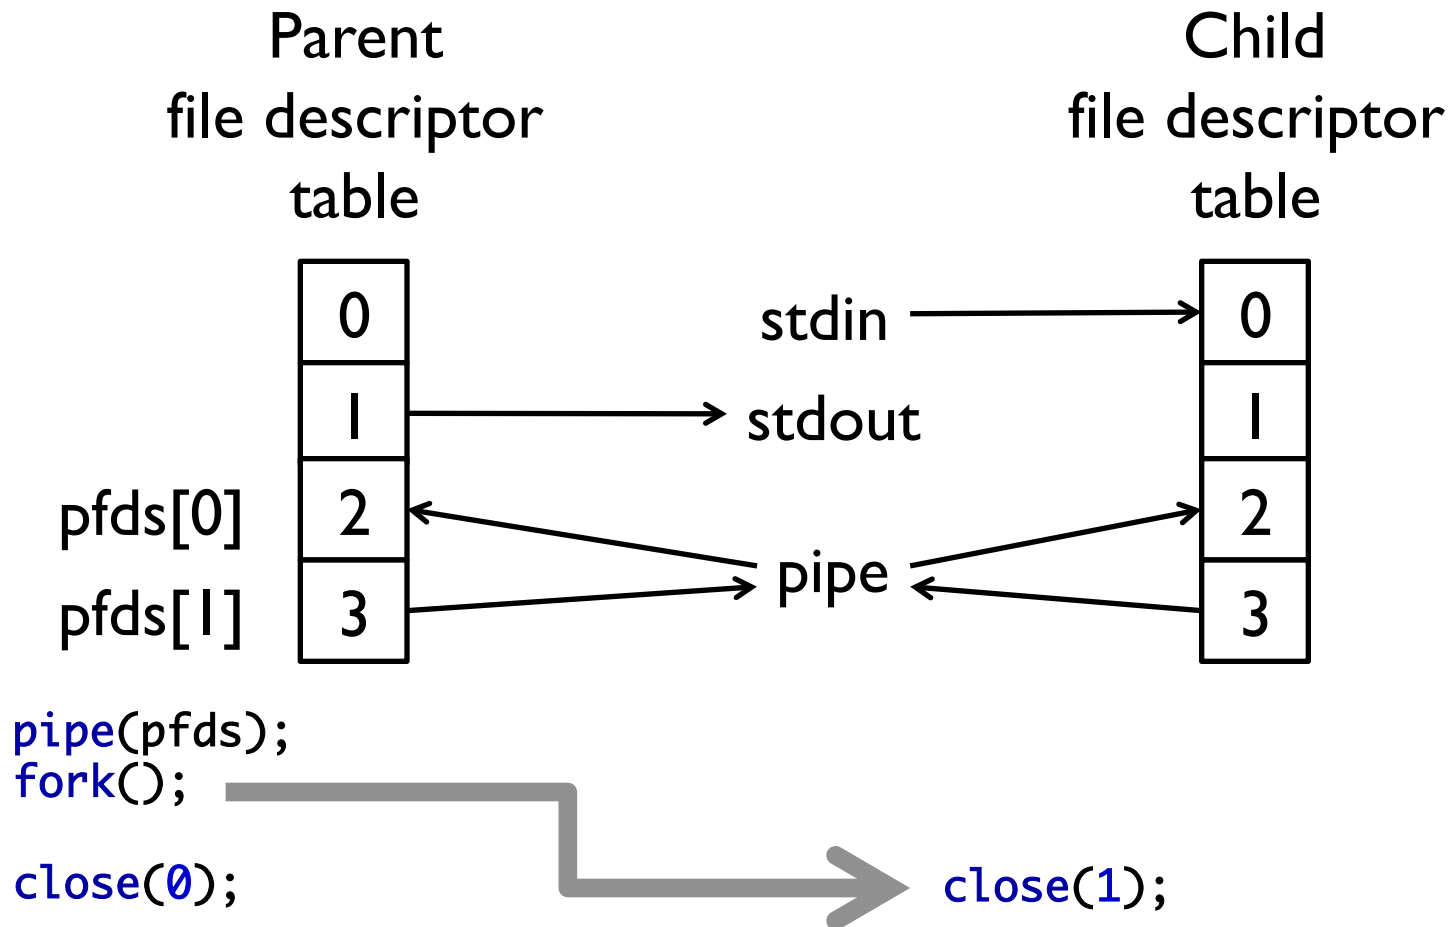 Parent
file descriptor
table
Child
file descriptor
table
0
stdin
0
1
stdout
1
pfds[0]
2
2
pipe
pfds[1]
3
3
pipe(pfds);
fork();
close(0);
close(1);